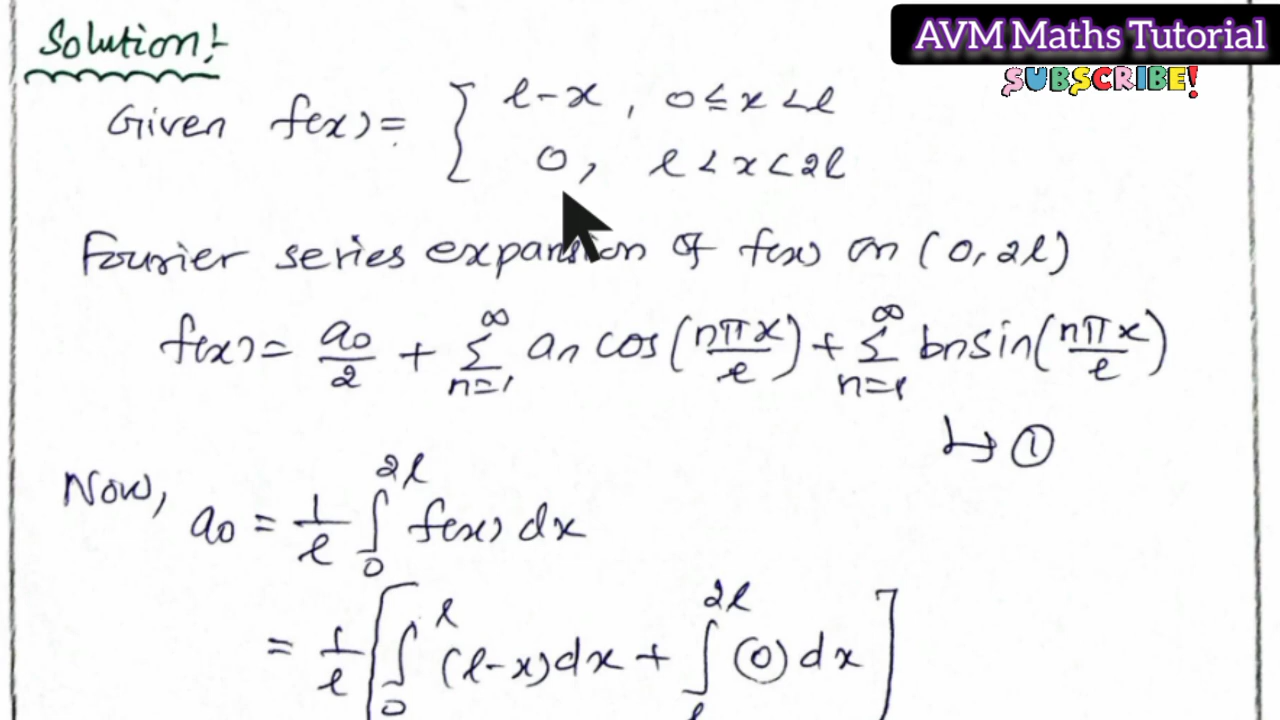 AVM Maths Tutorial
SUBSCRIBE!
Solution:-
Given f(x) = { l-x , 0 ≤ x < l
0, l < x < 2l
Fourier series expansion of f(x) on (0, 2l)
f(x) = a0/2 + ∞Σn=1 an cos(nπx/l) + ∞Σn=1 bn sin(nπx/l)
↳ ①
Now,
a0 = 1/l ∫_0^{2l} f(x) dx
= 1/l [ ∫_0^l (l-x) dx + ∫_l^{2l} (0) dx ]